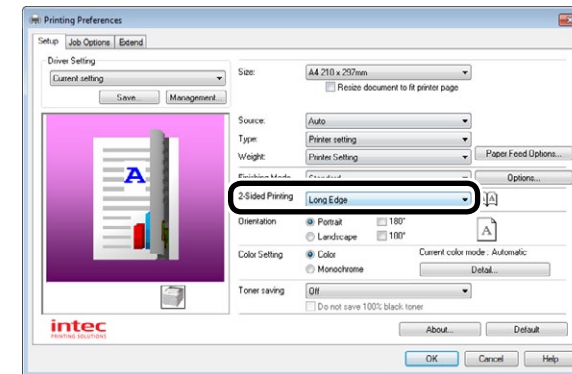 Printing Preferences
Setup Job Options Extend
Driver Setting
Current setting
Save... Management...
Size: A4 210 x 297mm
Resize document to fit printer page
Source: Auto
Type: Printer setting
Weight: Printer Setting Paper Feed Options...
Finishing Mode Standard Options...
2-Sided Printing Long Edge
Orientation Portrait 180°
Landscape 180°
Color Setting Color Current color mode : Automatic
Monochrome Detail...
Toner saving Off
Do not save 100% black toner
A
A
A
intec
PRINTING SOLUTIONS
About... Default
OK Cancel Help